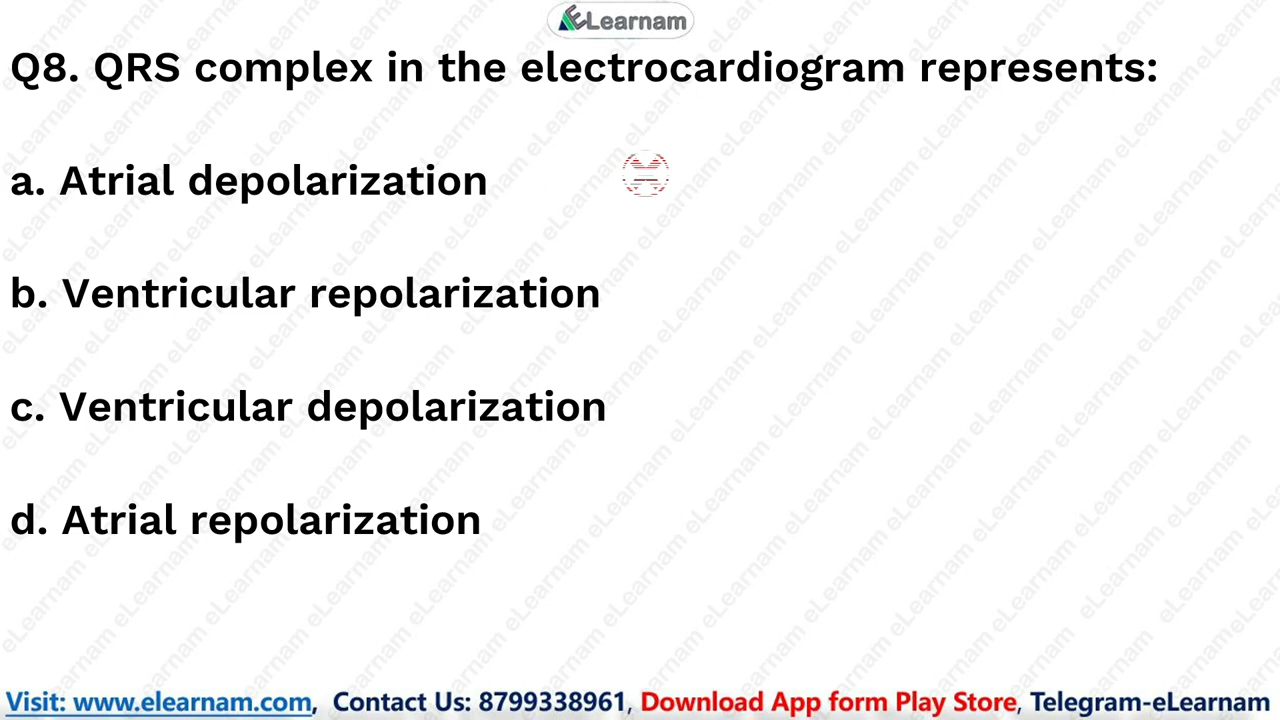 eLearnam
Q8. QRS complex in the electrocardiogram represents:
a. Atrial depolarization
b. Ventricular repolarization
c. Ventricular depolarization
d. Atrial repolarization
Visit: www.elearnam.com, Contact Us: 8799338961, Download App form Play Store, Telegram-eLearnam